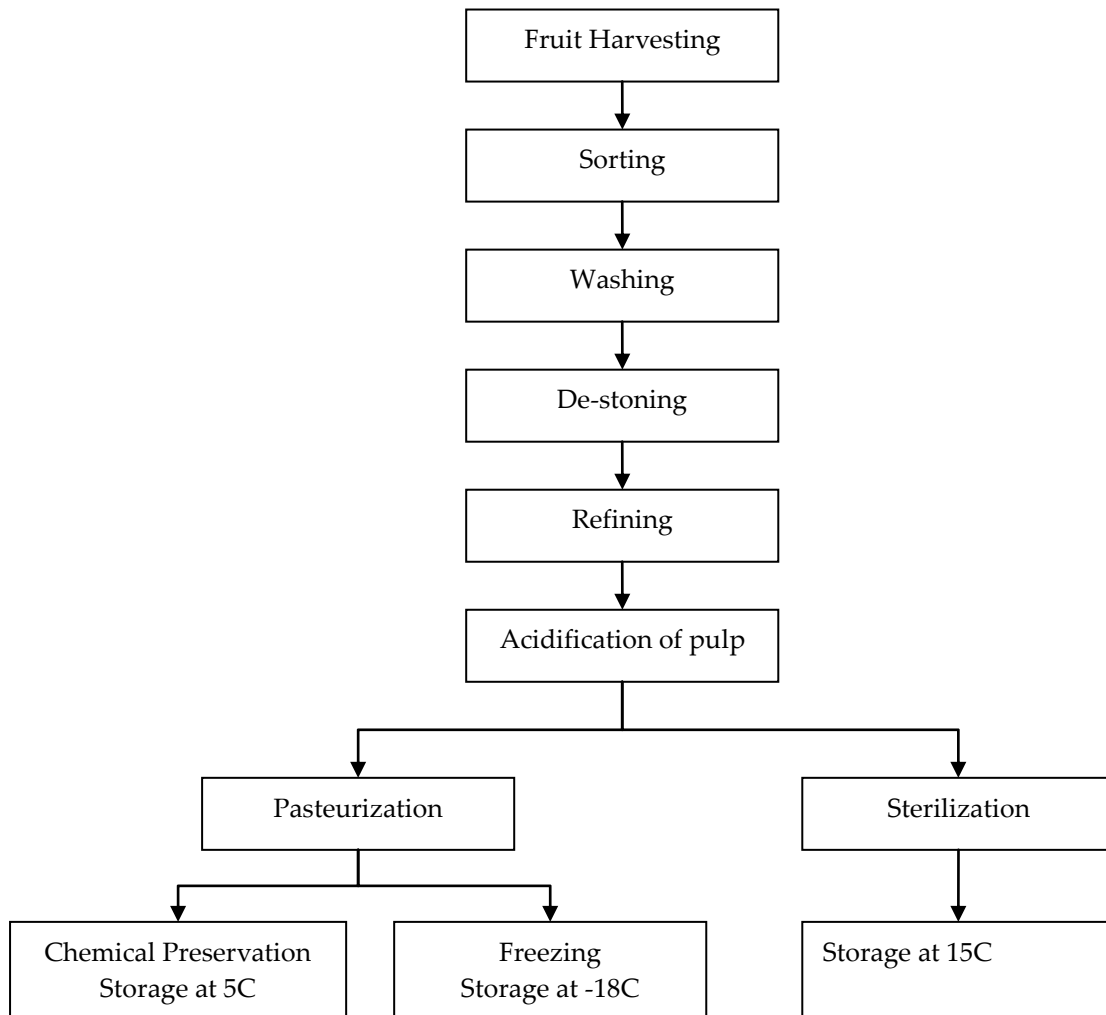 Fruit Harvesting
Sorting
Washing
De-stoning
Refining
Acidification of pulp
Pasteurization
Sterilization
Chemical Preservation
Storage at 5C
Freezing
Storage at -18C
Storage at 15C